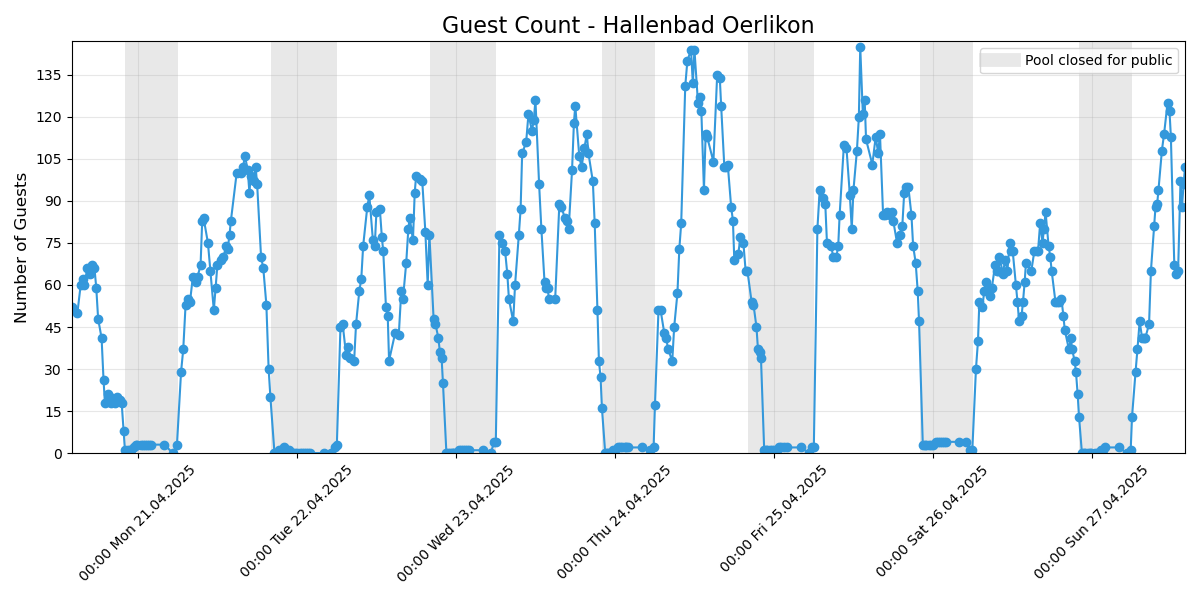 Guest Count - Hallenbad Oerlikon
Pool closed for public
Number of Guests
135
120
105
90
75
60
45
30
15
0
00:00 Mon 21.04.2025
00:00 Tue 22.04.2025
00:00 Wed 23.04.2025
00:00 Thu 24.04.2025
00:00 Fri 25.04.2025
00:00 Sat 26.04.2025
00:00 Sun 27.04.2025